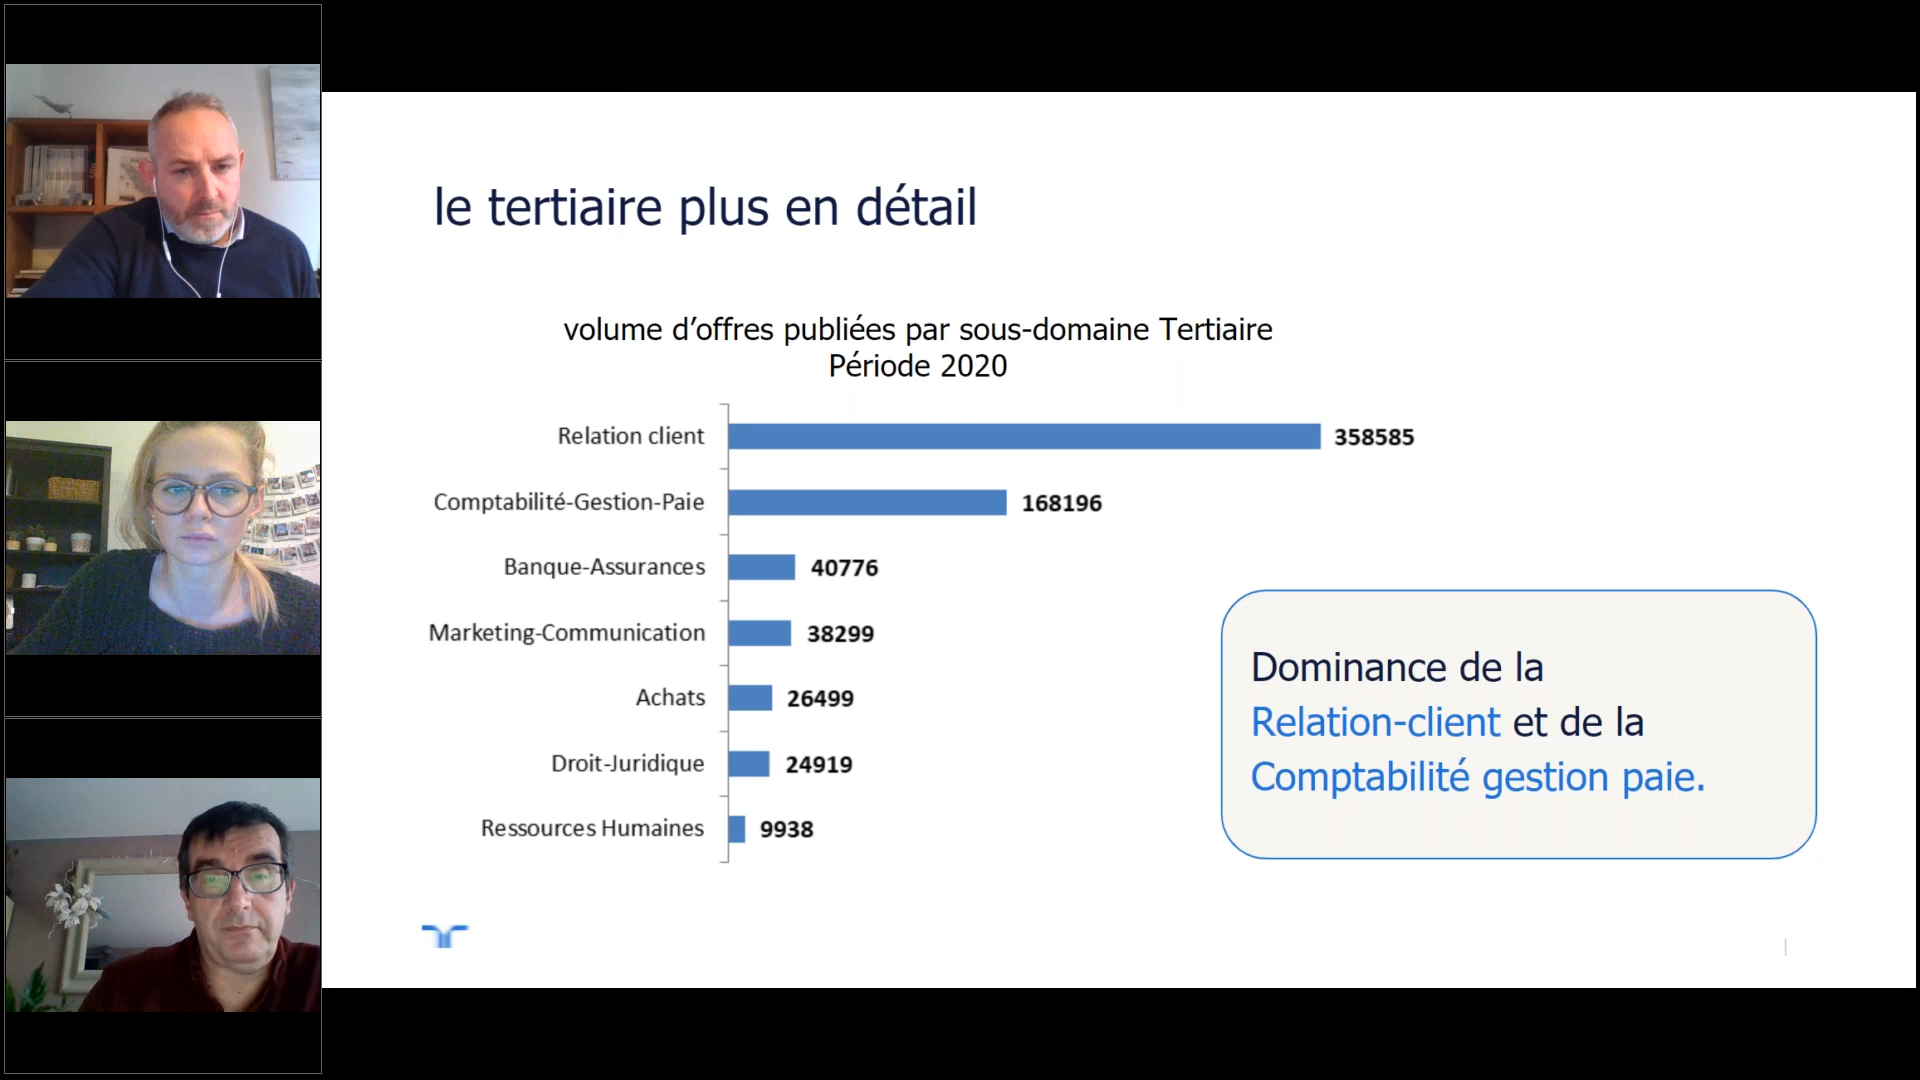 le tertiaire plus en détail
volume d’offres publiées par sous-domaine Tertiaire
Période 2020
Relation client 358585
Comptabilité-Gestion-Paie 168196
Banque-Assurances 40776
Marketing-Communication 38299
Achats 26499
Droit-Juridique 24919
Ressources Humaines 9938
Dominance de la
Relation-client et de la
Comptabilité gestion paie.